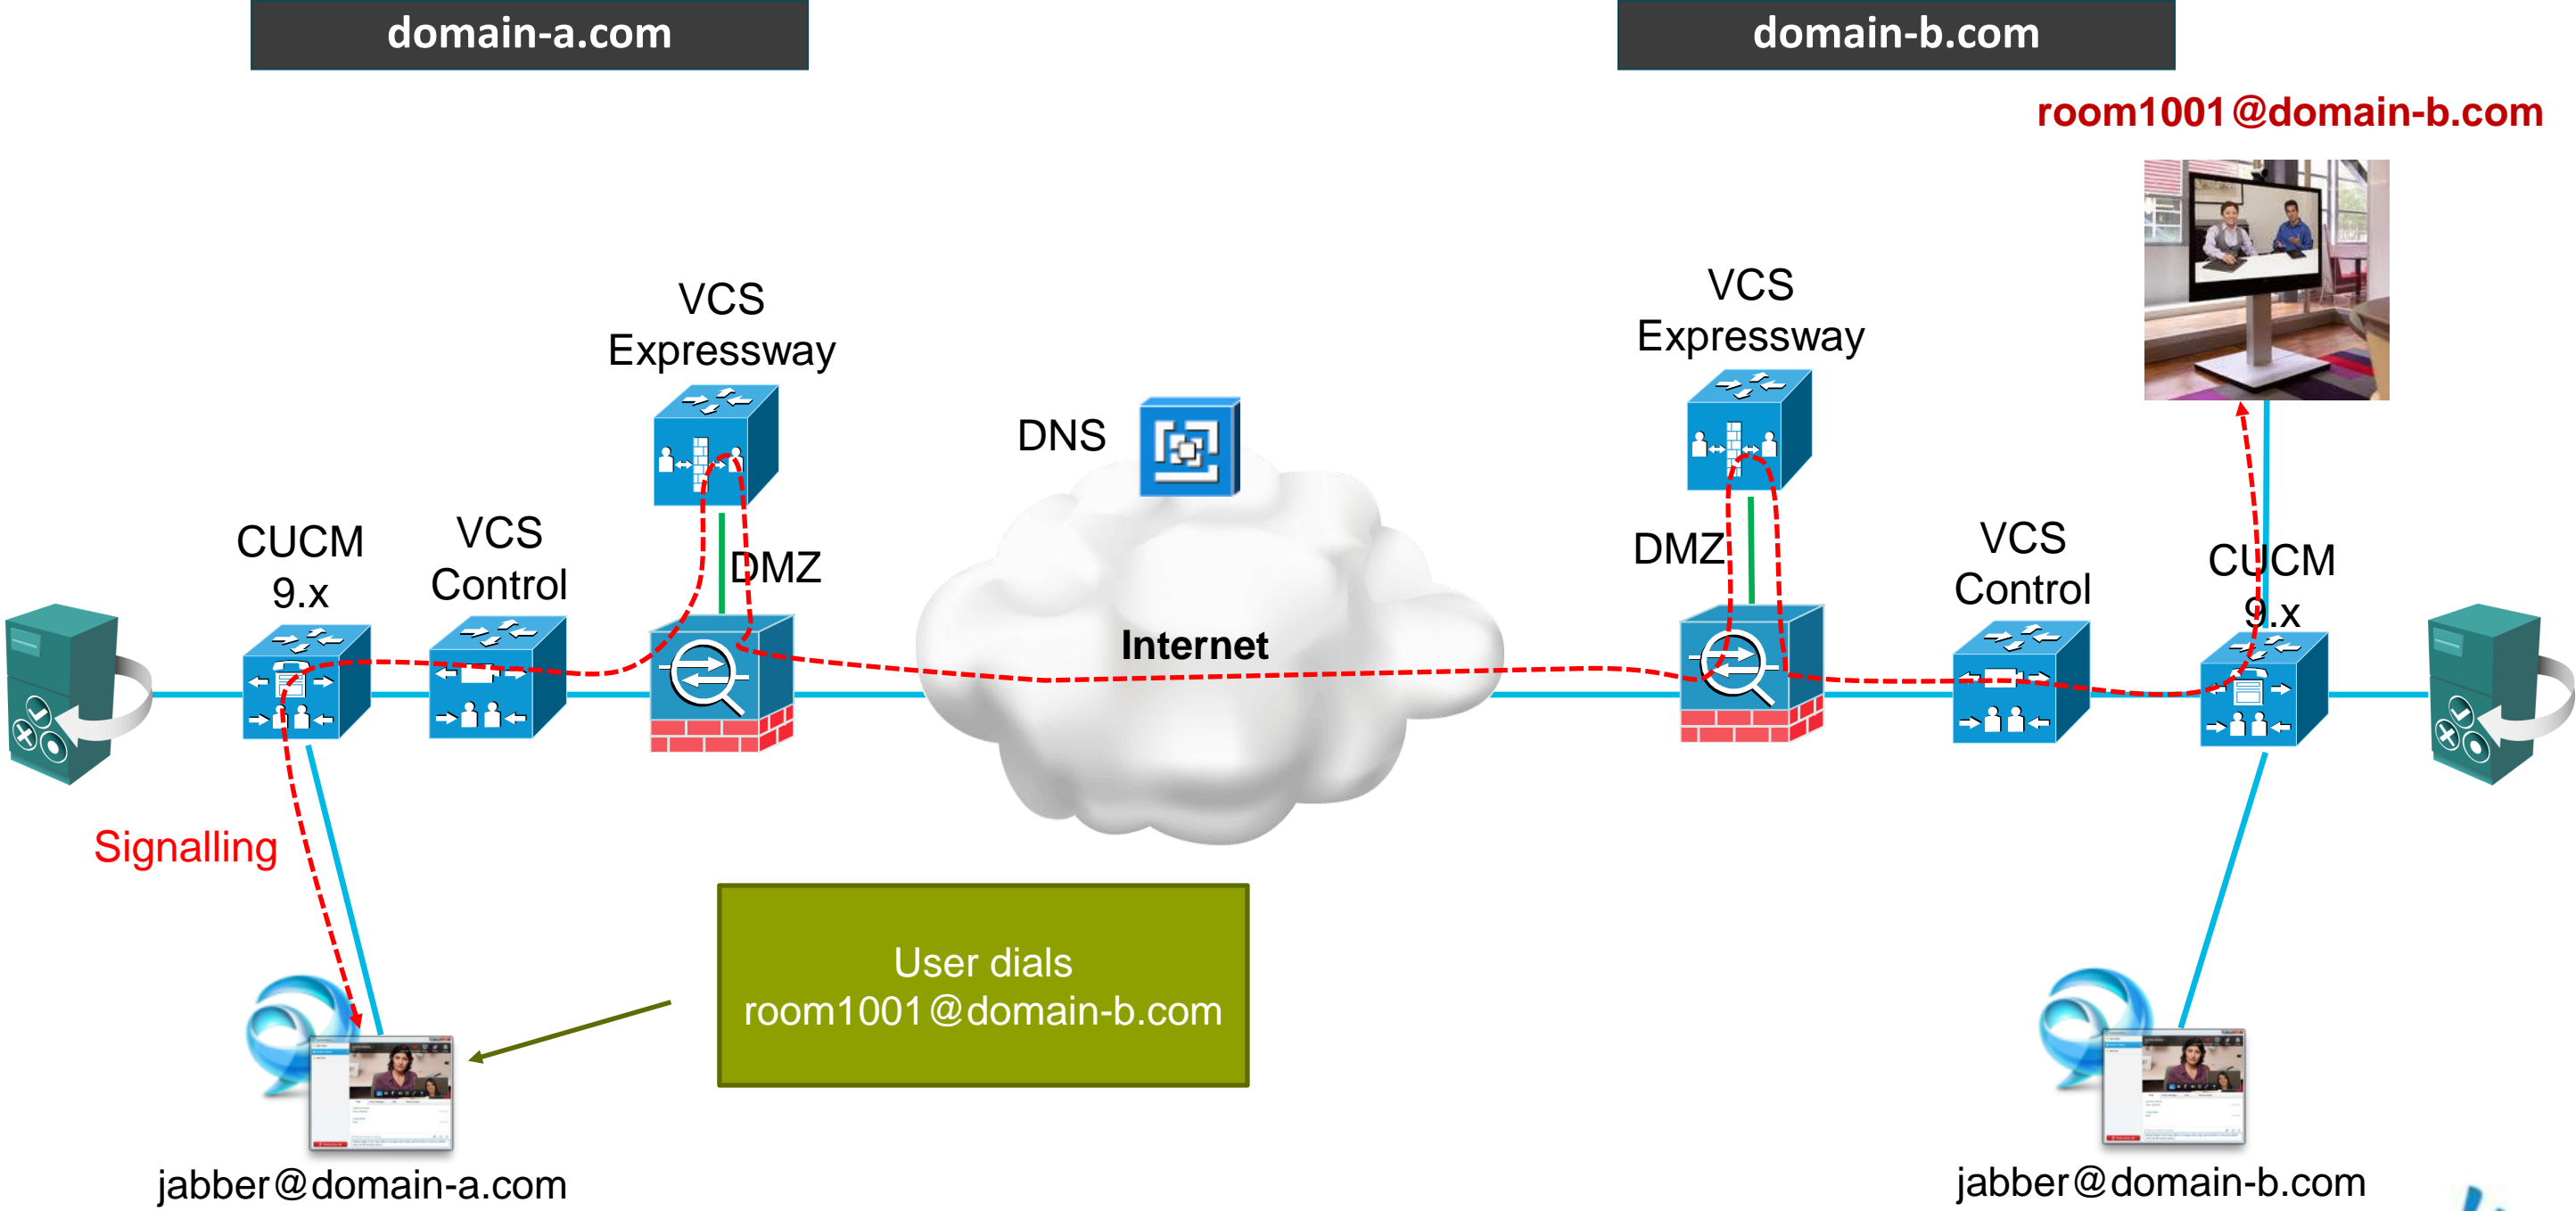 domain-a.com
domain-b.com
room1001@domain-b.com
VCS
Expressway
VCS
Expressway
DNS
CUCM
9.x
VCS
Control
DMZ
DMZ
VCS
Control
CUCM
9.x
Internet
Signalling
User dials
room1001@domain-b.com
jabber@domain-a.com
jabber@domain-b.com